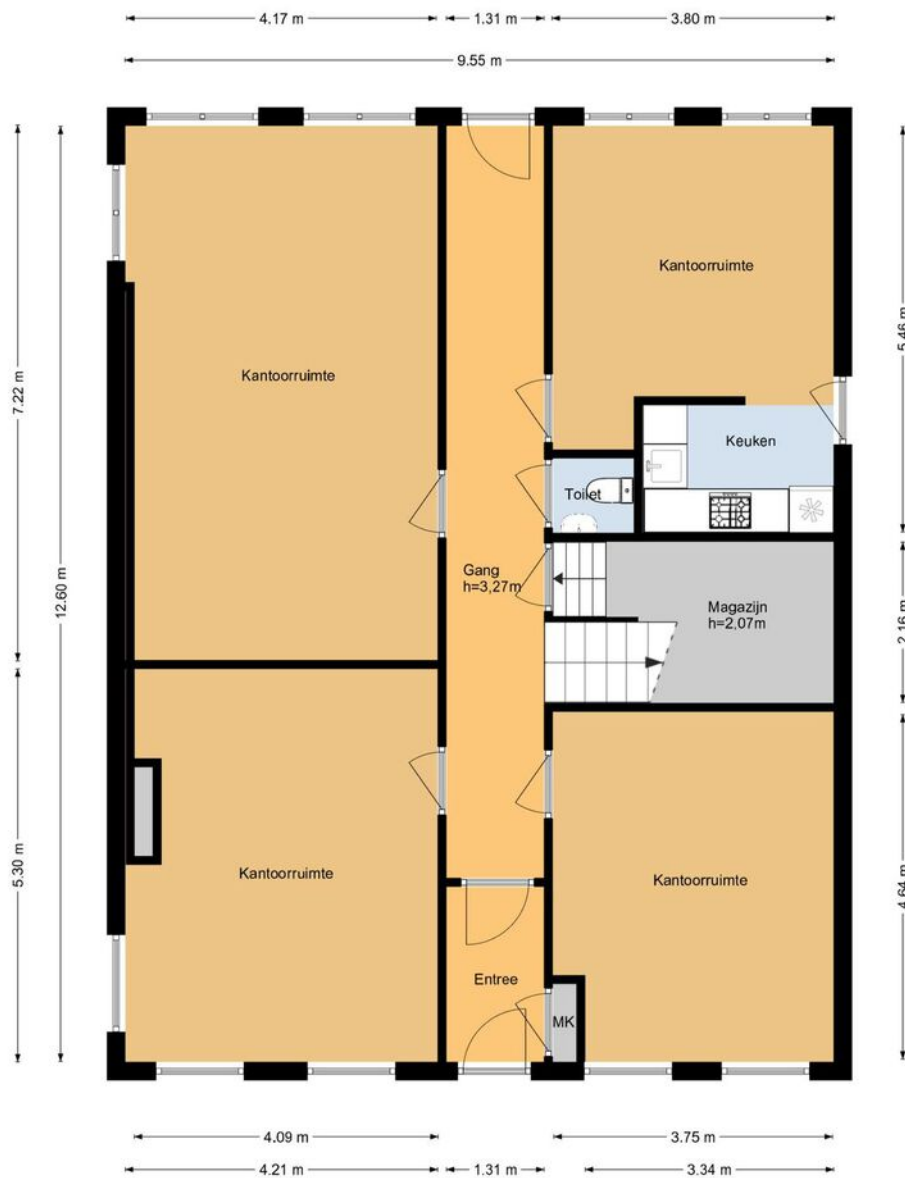 4.17 m
1.31 m
3.80 m
9.55 m
7.22 m
12.60 m
5.30 m
5.46 m
2.16 m
4.64 m
Kantoorruimte
Kantoorruimte
Keuken
Toilet
Gang
h=3,27m
Magazijn
h=2,07m
Kantoorruimte
Kantoorruimte
Entree
MK
4.09 m
3.75 m
4.21 m
1.31 m
3.34 m